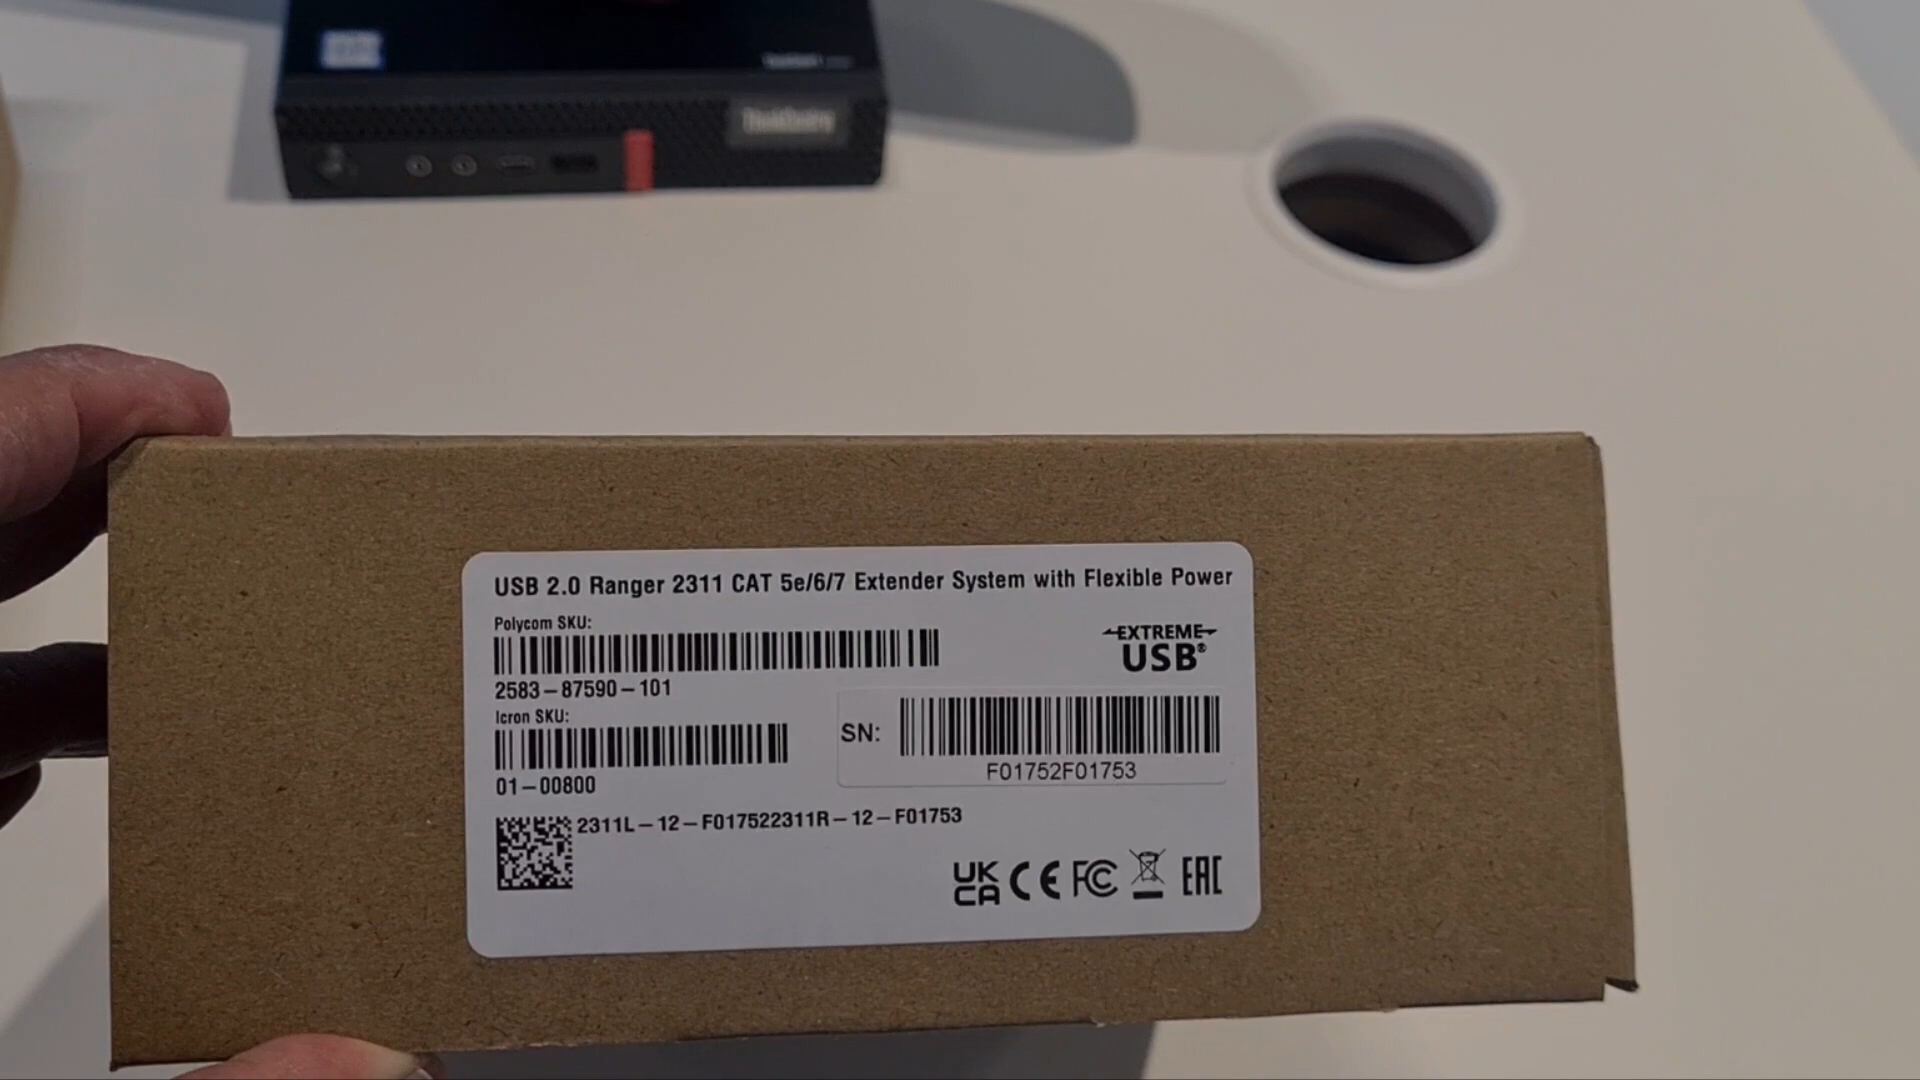 ThinkCentre
USB 2.0 Ranger 2311 CAT 5e/6/7 Extender System with Flexible Power
Polycom SKU:
2583-87590-101
EXTREME
USB®
Icron SKU:
01-00800
SN:
F01752F01753
2311L-12-F017522311R-12-F01753
UK
CA CE FC EAC